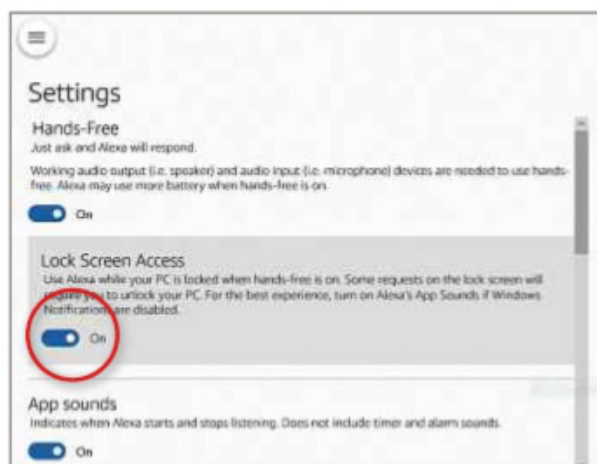 Settings
Hands-Free
Just ask and Alexa will respond.
Working audio output (i.e. speaker) and audio input (i.e. microphone) devices are needed to use hands-
free. Alexa may use more battery when hands-free is on.
On
Lock Screen Access
Use Alexa while your PC is locked when hands-free is on. Some requests on the lock screen will
require you to unlock your PC. For the best experience, turn on Alexa's App Sounds if Windows
Notifications are disabled.
On
App sounds
Indicates when Alexa starts and stops listening. Does not include timer and alarm sounds.
On